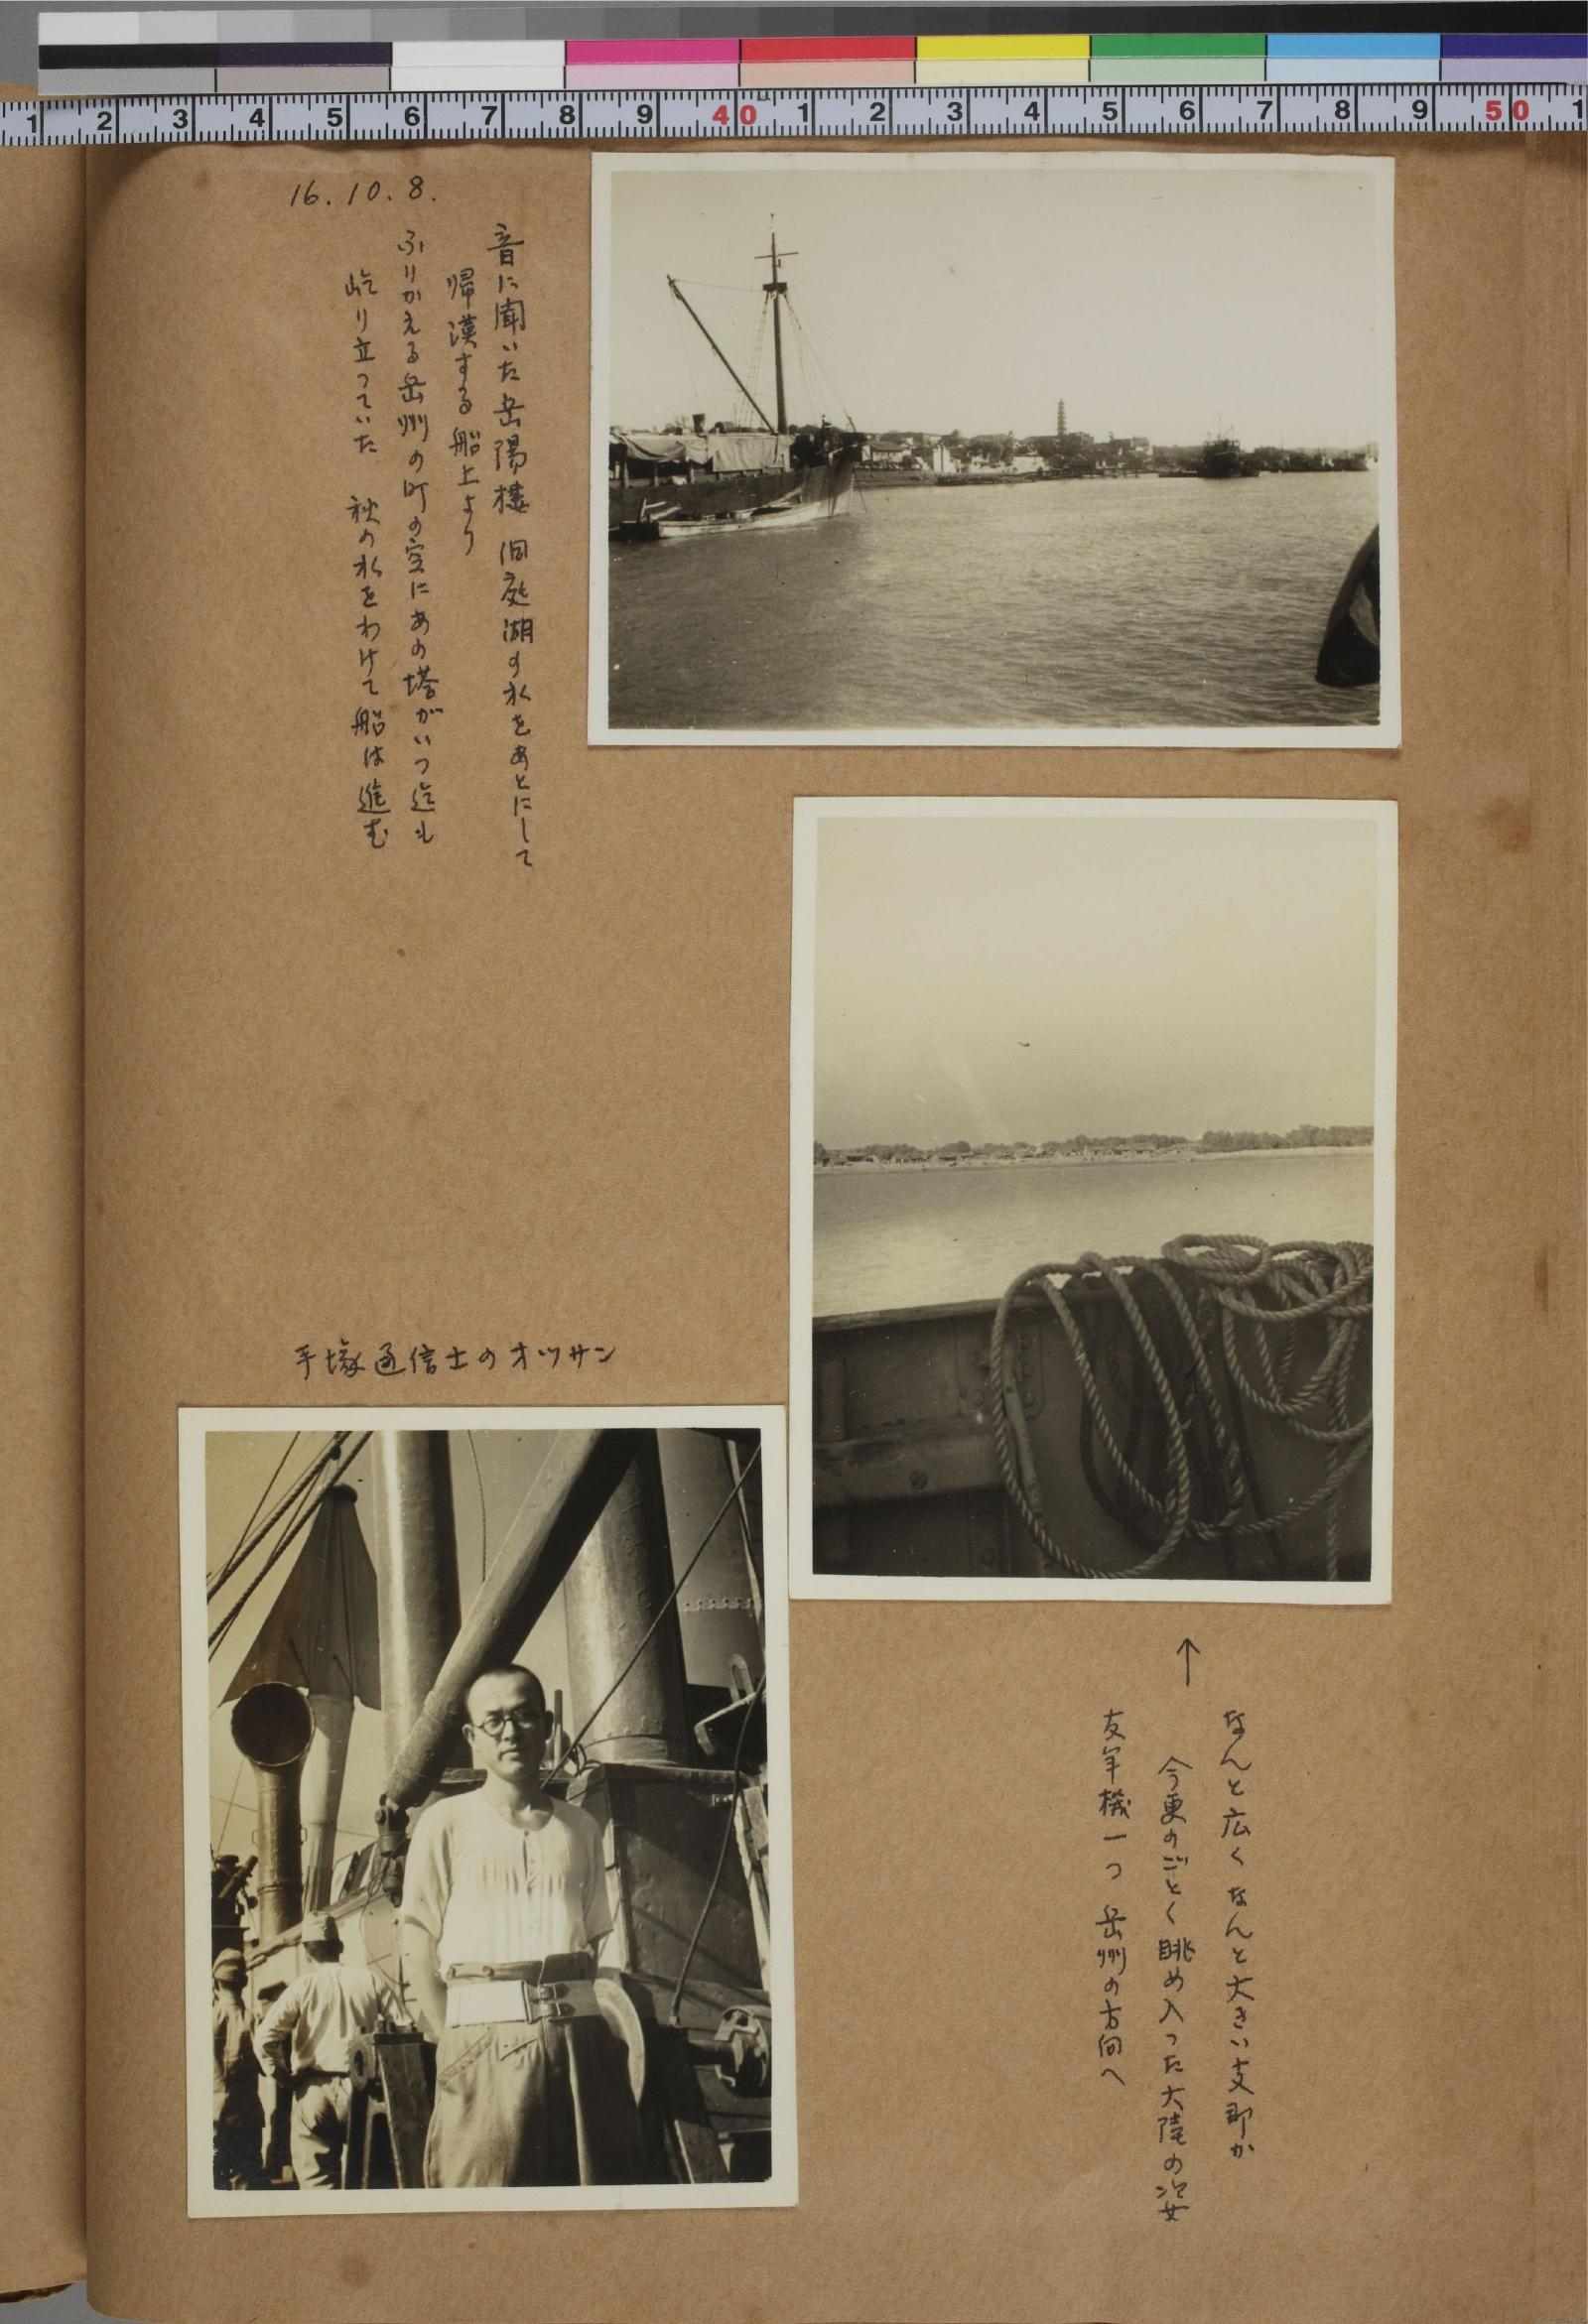 1 2 3 4 5 6 7 8 9 40 1 2 3 4 5 6 7 8 9 50 1
16.10.8.
音に聞いた岳陽樓 洞庭湖の水をあとにして
帰漢する船上より
ふりかえる岳州の町の空にあの塔がいつ迄も
屹り立っていた 秋の水をわけて船は進む
手塚通信士のオッサン
↑
なんと広く なんと大きい支那か
今更のごとく眺め入った大陸の姿
友軍機一つ 岳州の方向へ